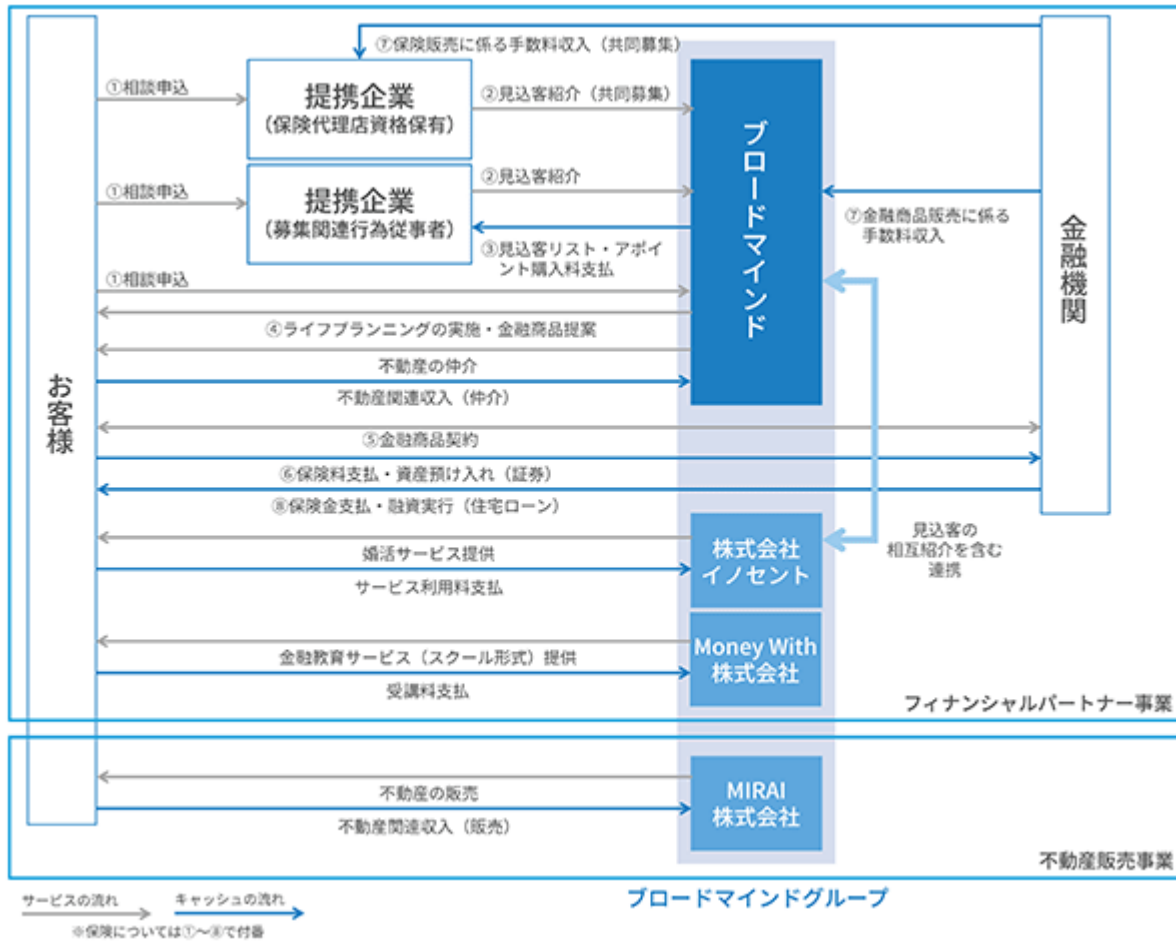 ⑦保険販売に係る手数料収入（共同募集）
①相談申込
提携企業
（保険代理店資格保有）
②見込客紹介（共同募集）
①相談申込
提携企業
（募集関連行為従事者）
②見込客紹介
③見込客リスト・アポイ
ント購入料支払
ブロードマインド
⑦金融商品販売に係る
手数料収入
金融機関
お客様
①相談申込
④ライフプランニングの実施・金融商品提案
不動産の仲介
不動産関連収入（仲介）
⑤金融商品契約
⑥保険料支払・資産預け入れ（証券）
⑧保険金支払・融資実行（住宅ローン）
婚活サービス提供
サービス利用料支払
株式会社
イノセント
見込客の
相互紹介を含む
連携
金融教育サービス（スクール形式）提供
受講料支払
Money With
株式会社
フィナンシャルパートナー事業
不動産の販売
不動産関連収入（販売）
MIRAI
株式会社
不動産販売事業
サービスの流れ
キャッシュの流れ
※保険については①～⑧で付番
ブロードマインドグループ